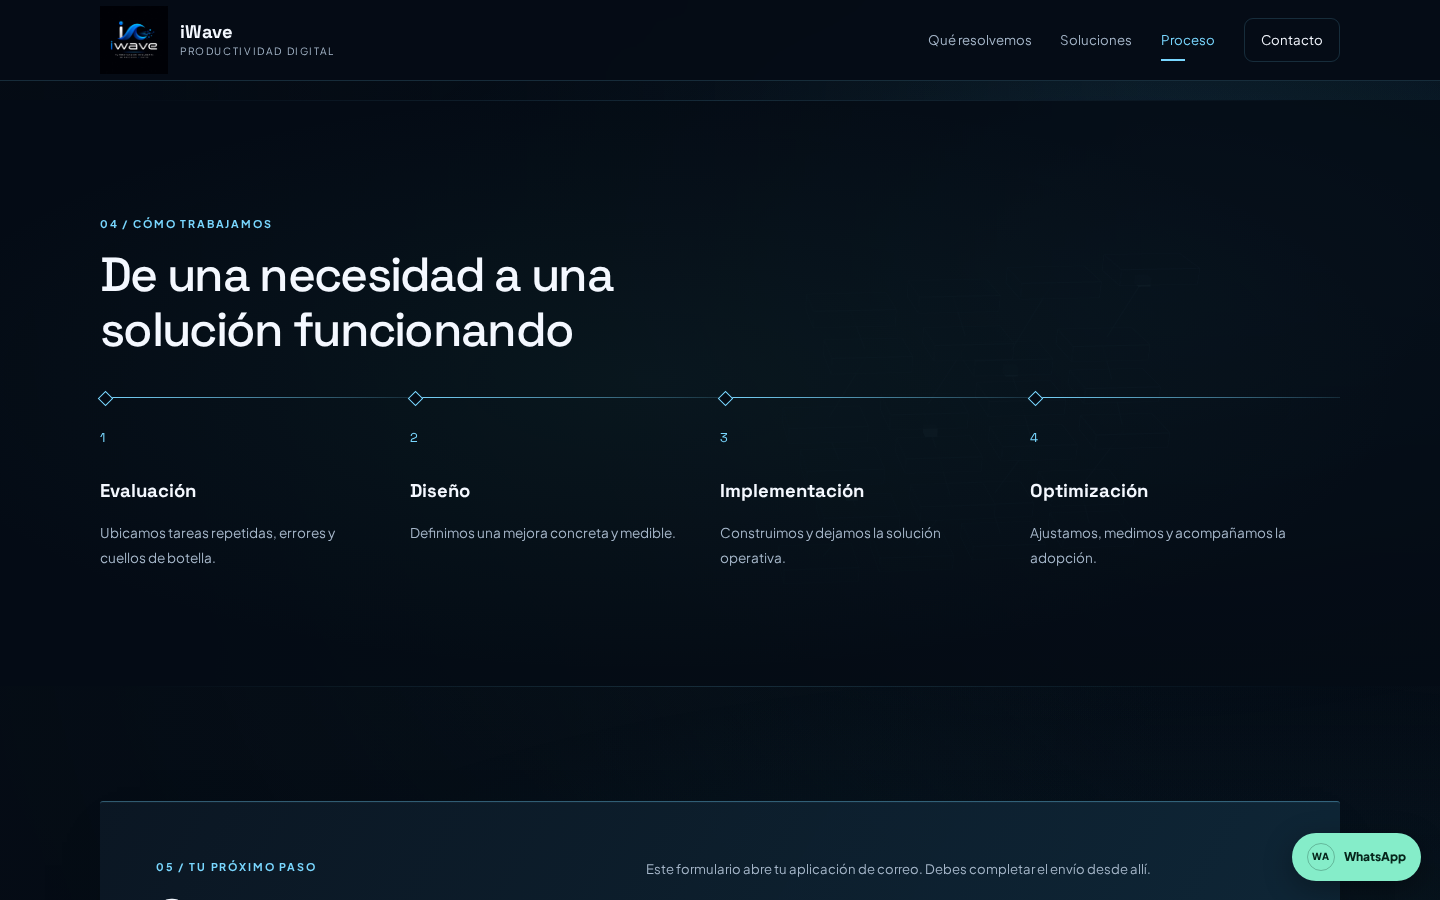 iwave
iWave
PRODUCTIVIDAD DIGITAL
Qué resolvemos
Soluciones
Proceso
Contacto
04 / CÓMO TRABAJAMOS
De una necesidad a una
solución funcionando
1
2
3
4
Evaluación
Diseño
Implementación
Optimización
Ubicamos tareas repetidas, errores y
cuellos de botella.
Definimos una mejora concreta y medible.
Construimos y dejamos la solución
operativa.
Ajustamos, medimos y acompañamos la
adopción.
05 / TU PRÓXIMO PASO
Este formulario abre tu aplicación de correo. Debes completar el envío desde allí.
WA
WhatsApp